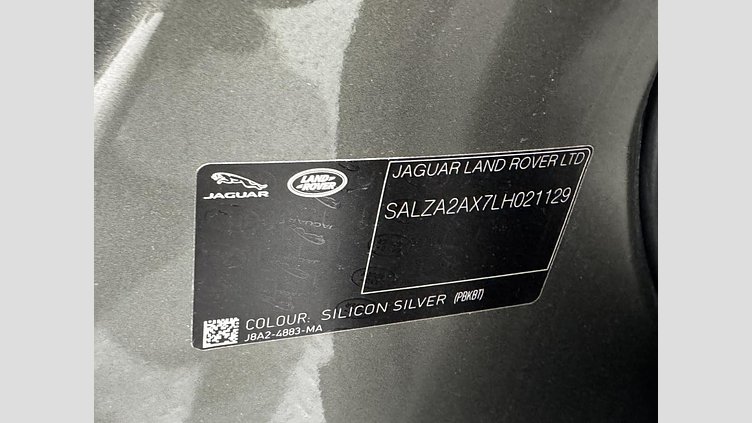 JAGUAR
LAND-
ROVER
JAGUAR LAND ROVER LTD
SALZA2AX7LH021129
COLOUR: SILICON SILVER (PBKBT)
J8A2-4883-MA